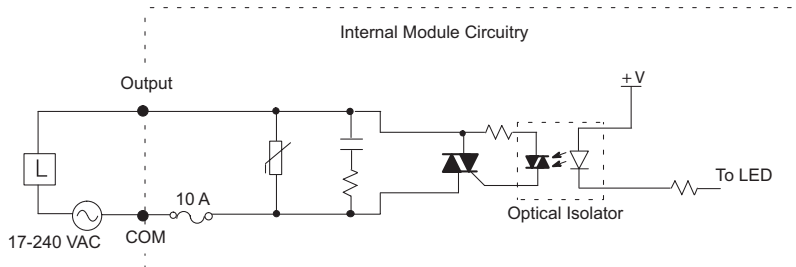 Internal Module Circuitry
Output
+V
L
10 A
To LED
Optical Isolator
COM
17-240 VAC